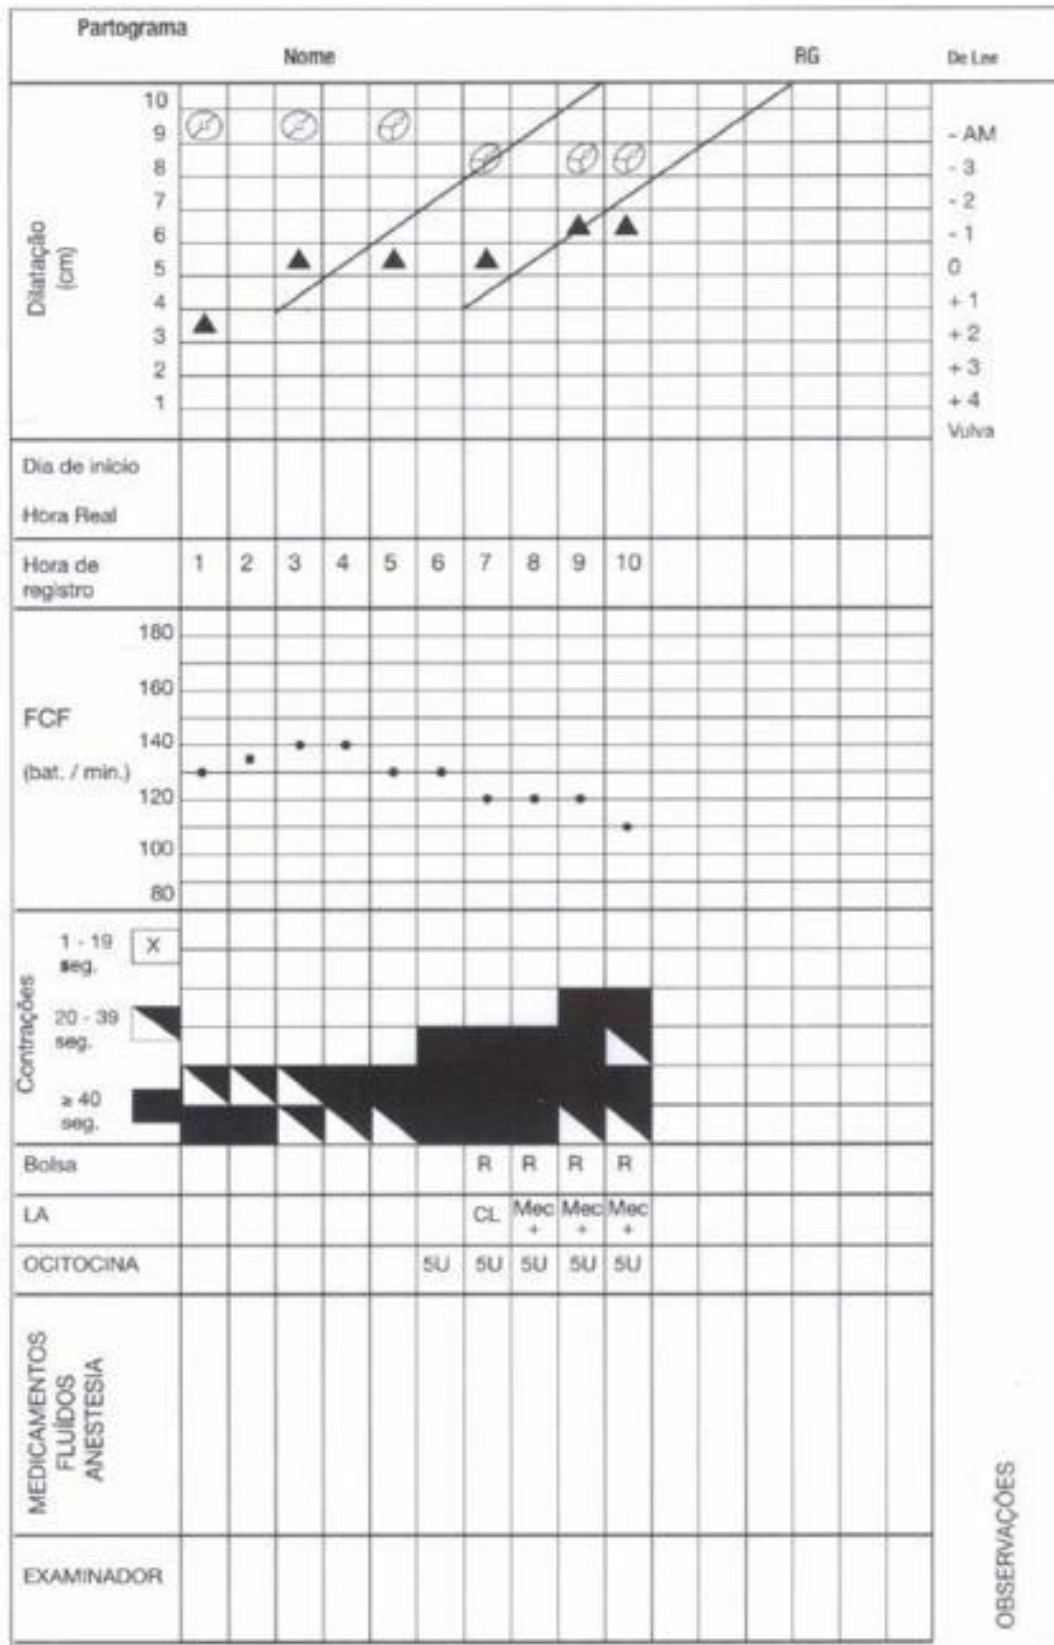 Partograma
Nome RG De Lee
Dilatação
(cm)
10
9
8
7
6
5
4
3
2
1
- AM
- 3
- 2
- 1
0
+ 1
+ 2
+ 3
+ 4
Vulva
Dia de início
Hora Real
Hora de
registro
1 2 3 4 5 6 7 8 9 10
FCF
(bat. / min.)
180
160
140
120
100
80
Contrações
1 - 19
seg.
X
20 - 39
seg.
≥ 40
seg.
Bolsa R R R R
LA CL Mec Mec Mec
+ + +
OCITOCINA 5U 5U 5U 5U 5U
MEDICAMENTOS
FLUÍDOS
ANESTESIA
EXAMINADOR
OBSERVAÇÕES